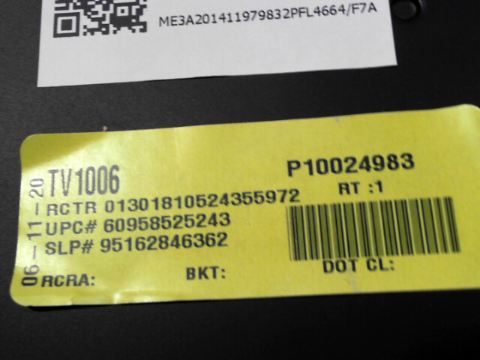 ME3A201411979832PFL4664/F7A
06-11-20
TV1006
P10024983
RCTR 01301810524355972
RT :1
UPC# 60958525243
SLP# 95162846362
RCRA:
BKT:
DOT CL: